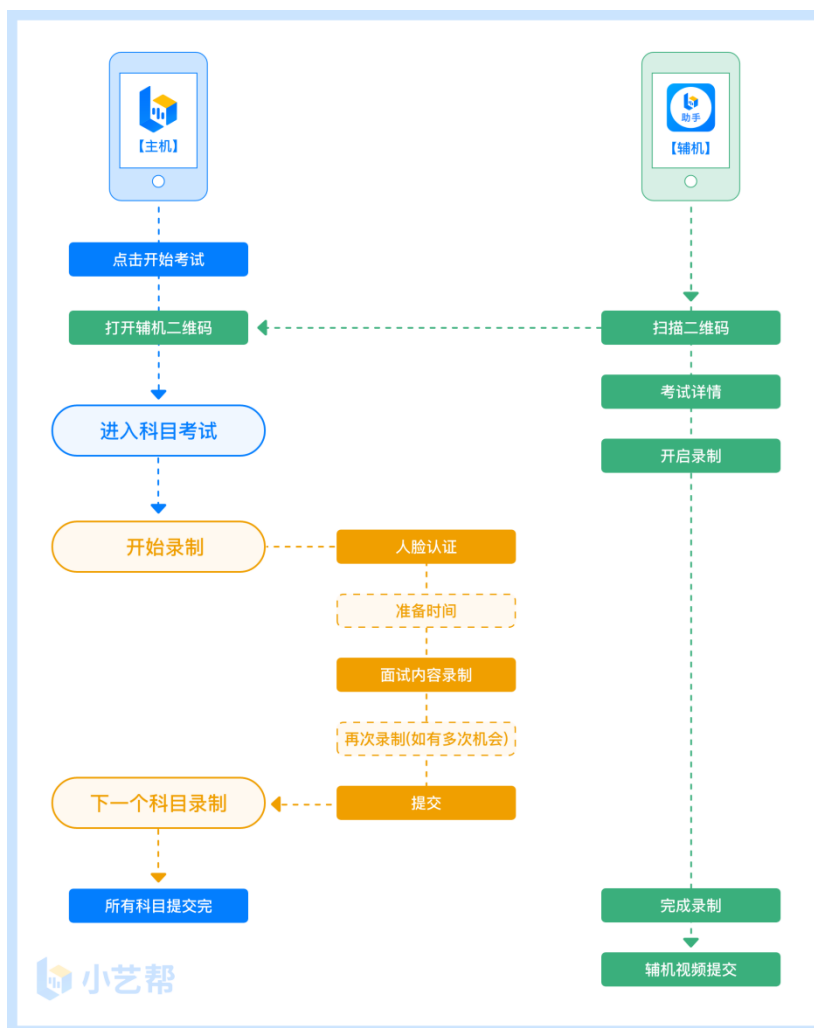 【主机】
助手
【辅机】
点击开始考试
打开辅机二维码
扫描二维码
考试详情
进入科目考试
开启录制
开始录制
人脸认证
准备时间
面试内容录制
再次录制(如有多次机会)
下一个科目录制
提交
所有科目提交完
完成录制
辅机视频提交
小艺帮